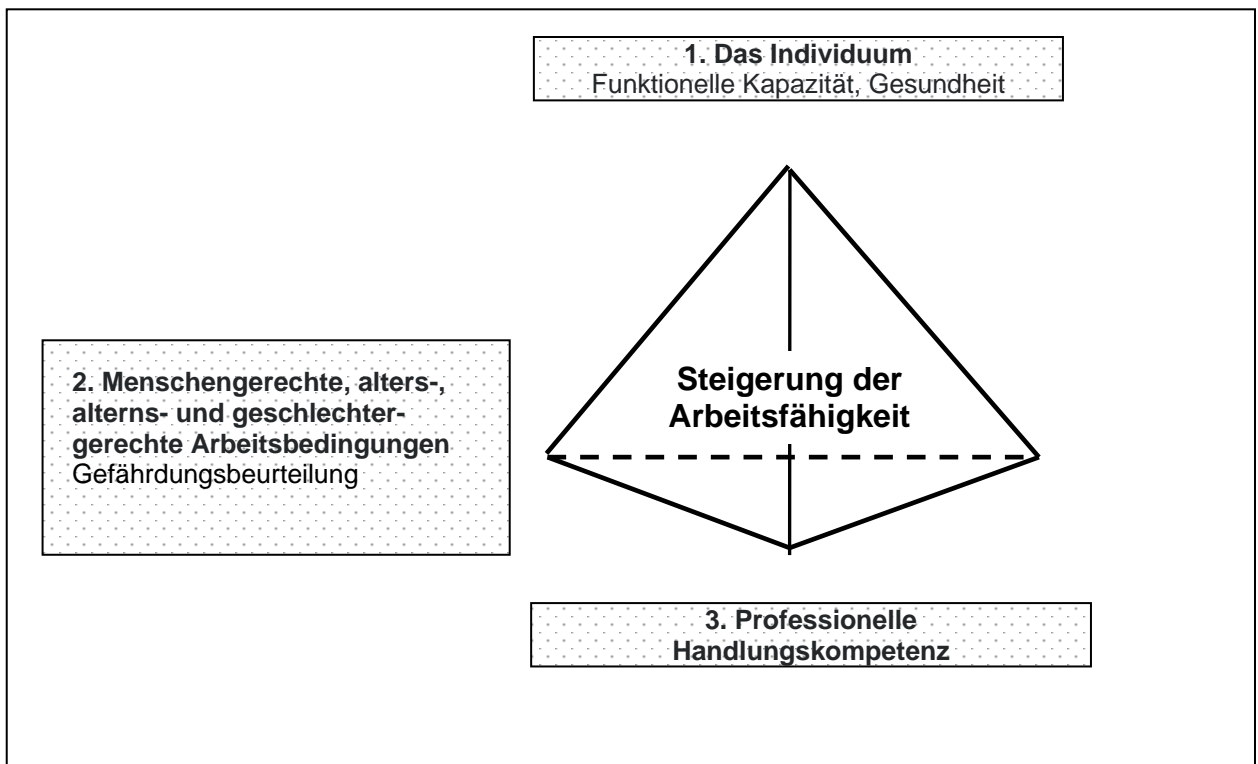 1. Das Individuum
Funktionelle Kapazität, Gesundheit
2. Menschengerechte, alters-,
alterns- und geschlechter-
gerechte Arbeitsbedingungen
Gefährdungsbeurteilung
Steigerung der
Arbeitsfähigkeit
3. Professionelle
Handlungskompetenz